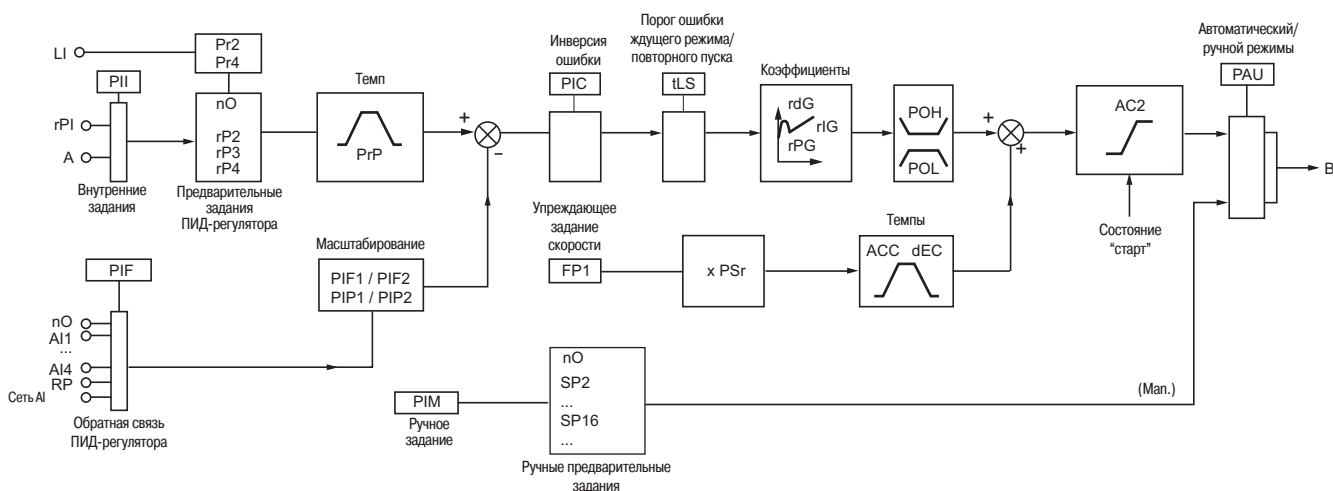 LI
Pr2
Pr4
PII
nO
rP2
rP3
rP4
rPI
A
Внутренние
задания
Предварительные
задания
ПИД-регулятора
Темп
PrP
+
−
Инверсия
ошибки
PIC
Порог ошибки
ждущего режима/
повторного пуска
tLS
Коэффициенты
rdG
rIG
rPG
POH
POL
+
+
AC2
Состояние
“старт”
Автоматический/
ручной режимы
PAU
B
PIF
nO
AI1
...
AI4
RP
Сеть AI
Обратная связь
ПИД-регулятора
Масштабирование
PIF1 / PIF2
PIP1 / PIP2
Упреждающее
задание
скорости
FP1
x PSr
Темпы
ACC dEC
PIM
Ручное
задание
nO
SP2
...
SP16
...
Ручные предварительные
задания
(Man.)